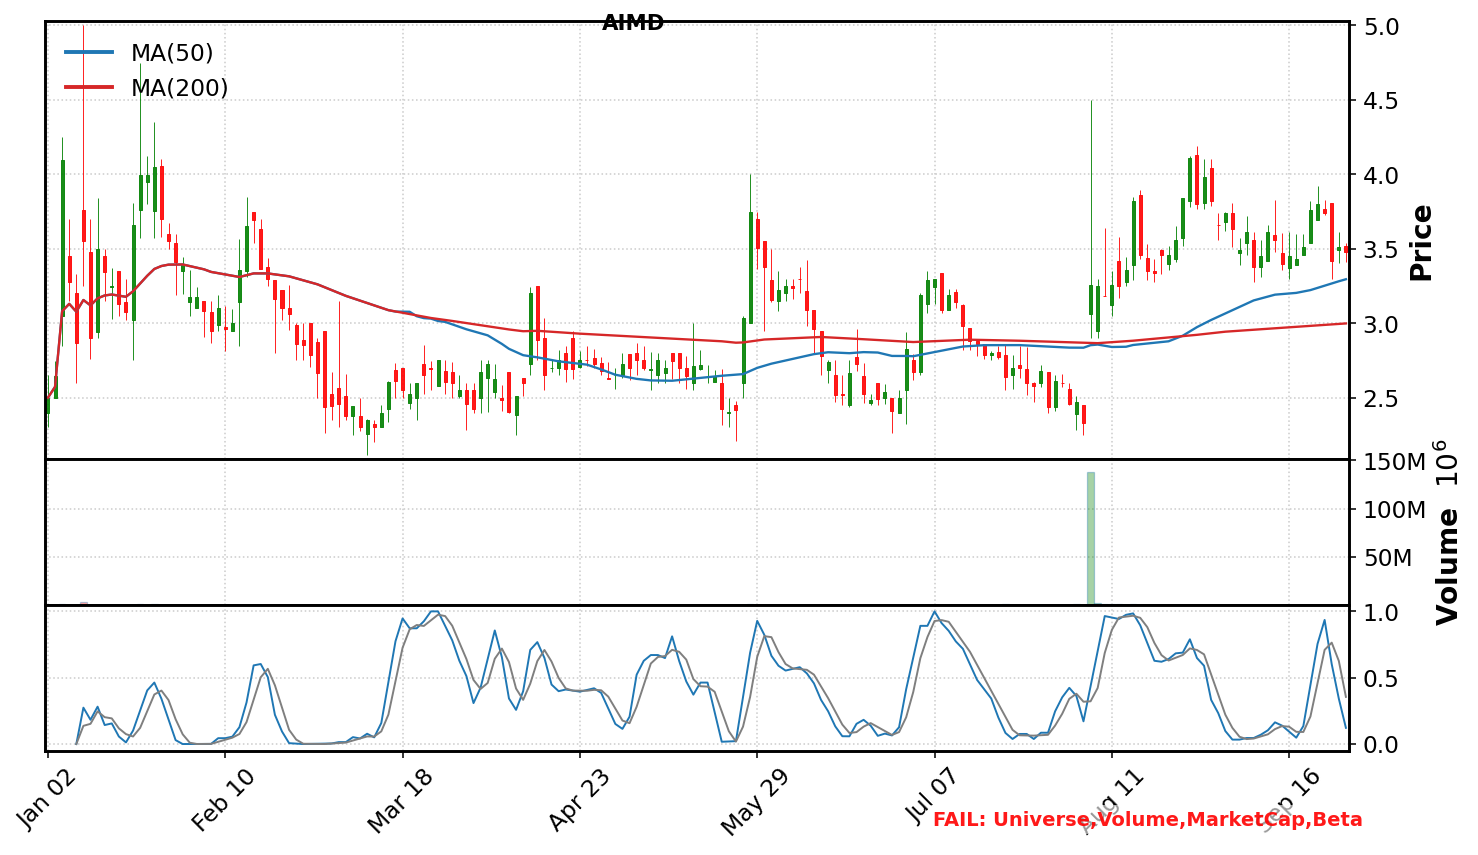 AIMD
MA(50)
MA(200)
5.0
4.5
4.0
3.5
3.0
2.5
Price
150M
100M
50M
Volume 10⁶
1.0
0.5
0.0
Jan 02
Feb 10
Mar 18
Apr 23
May 29
Jul 07
Aug 11
Sep 16
FAIL: Universe,Volume,MarketCap,Beta